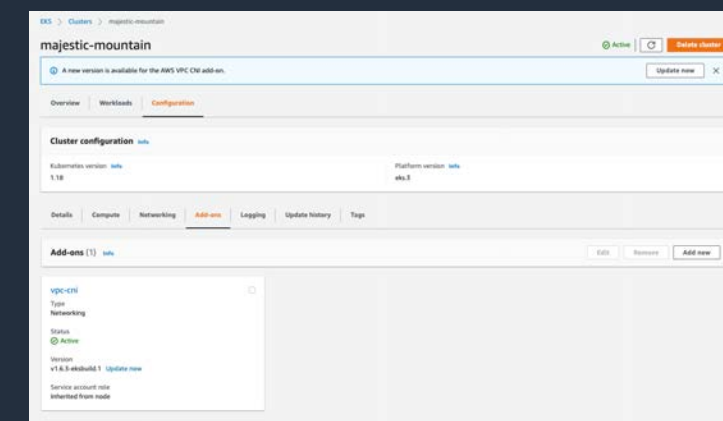 EKS > Clusters > majestic-mountain
majestic-mountain
Active
Delete cluster
A new version is available for the AWS VPC CNI add-on.
Update now
Overview Workloads Configuration
Cluster configuration Info
Kubernetes version Info
Platform version Info
1.18
eks.3
Details Compute Networking Add-ons Logging Update history Tags
Add-ons (1) Info
Edit Remove Add new
vpc-cni
Type
Networking
Status
Active
Version
v1.6.3-eksbuild.1 Update now
Service account role
Inherited from node